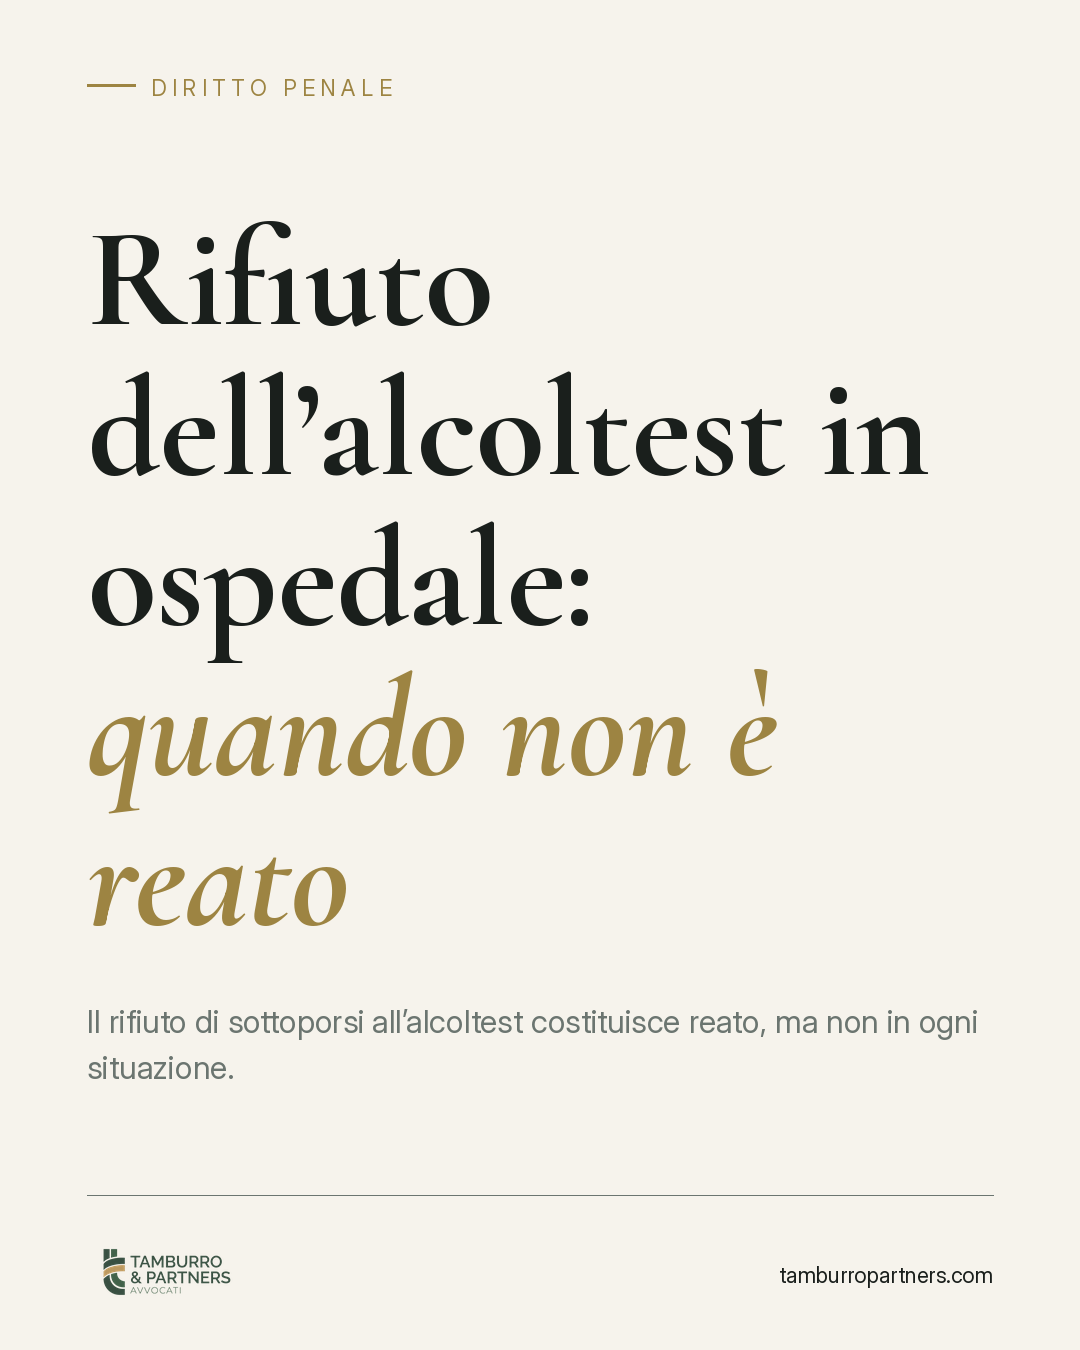 DIRITTO PENALE
Rifiuto
dell’alcoltest in
ospedale:
quando non è
reato
Il rifiuto di sottoporsi all’alcoltest costituisce reato, ma non in ogni
situazione.
TAMBURRO
& PARTNERS
AVVOCATI
tamburropartners.com